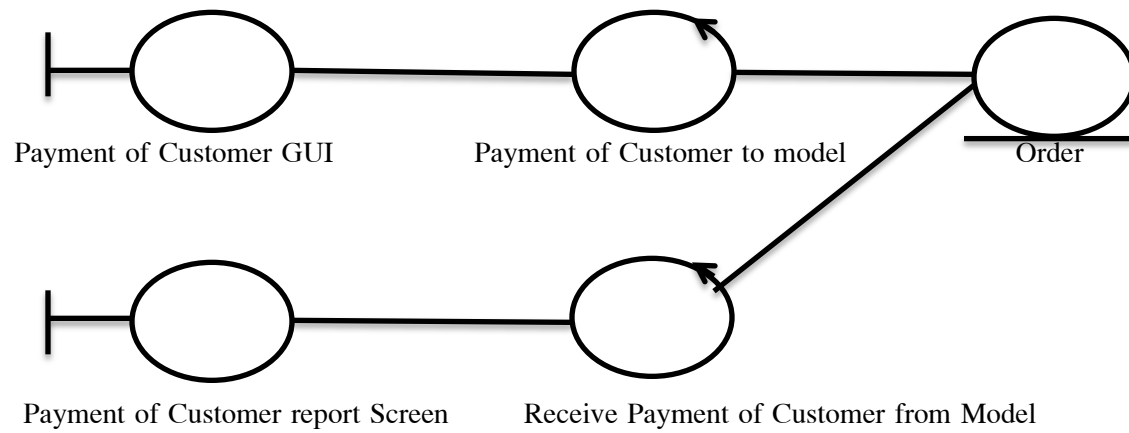 Payment of Customer GUI
Payment of Customer to model
Order
Payment of Customer report Screen
Receive Payment of Customer from Model